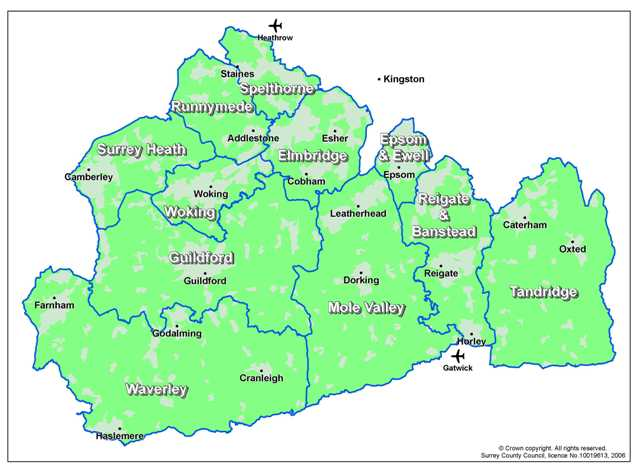 Heathrow
Staines
Kingston
Spelthorne
Runnymede
Addlestone
Esher
Epsom
& Ewell
Surrey Heath
Elmbridge
Camberley
Cobham
Epsom
Woking
Woking
Leatherhead
Reigate
&
Banstead
Caterham
Oxted
Guildford
Guildford
Dorking
Reigate
Tandridge
Farnham
Mole Valley
Godalming
Horley
Gatwick
Waverley
Cranleigh
Haslemere
© Crown copyright. All rights reserved.
Surrey County Council, licence No.10019613, 2006